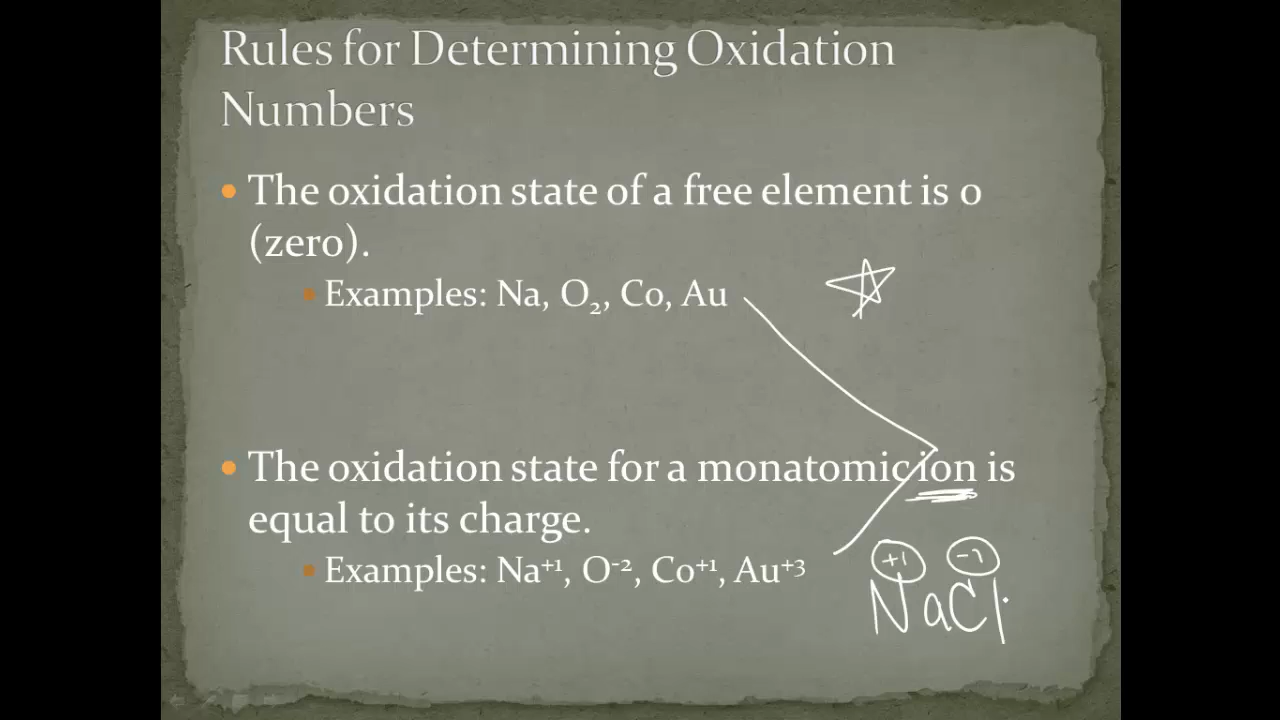 Rules for Determining Oxidation
Numbers
• The oxidation state of a free element is 0
(zero).
• Examples: Na, O₂, Co, Au
• The oxidation state for a monatomic ion is
equal to its charge.
• Examples: Na⁺¹, O⁻², Co⁺¹, Au⁺³
+1 -1
NaCl